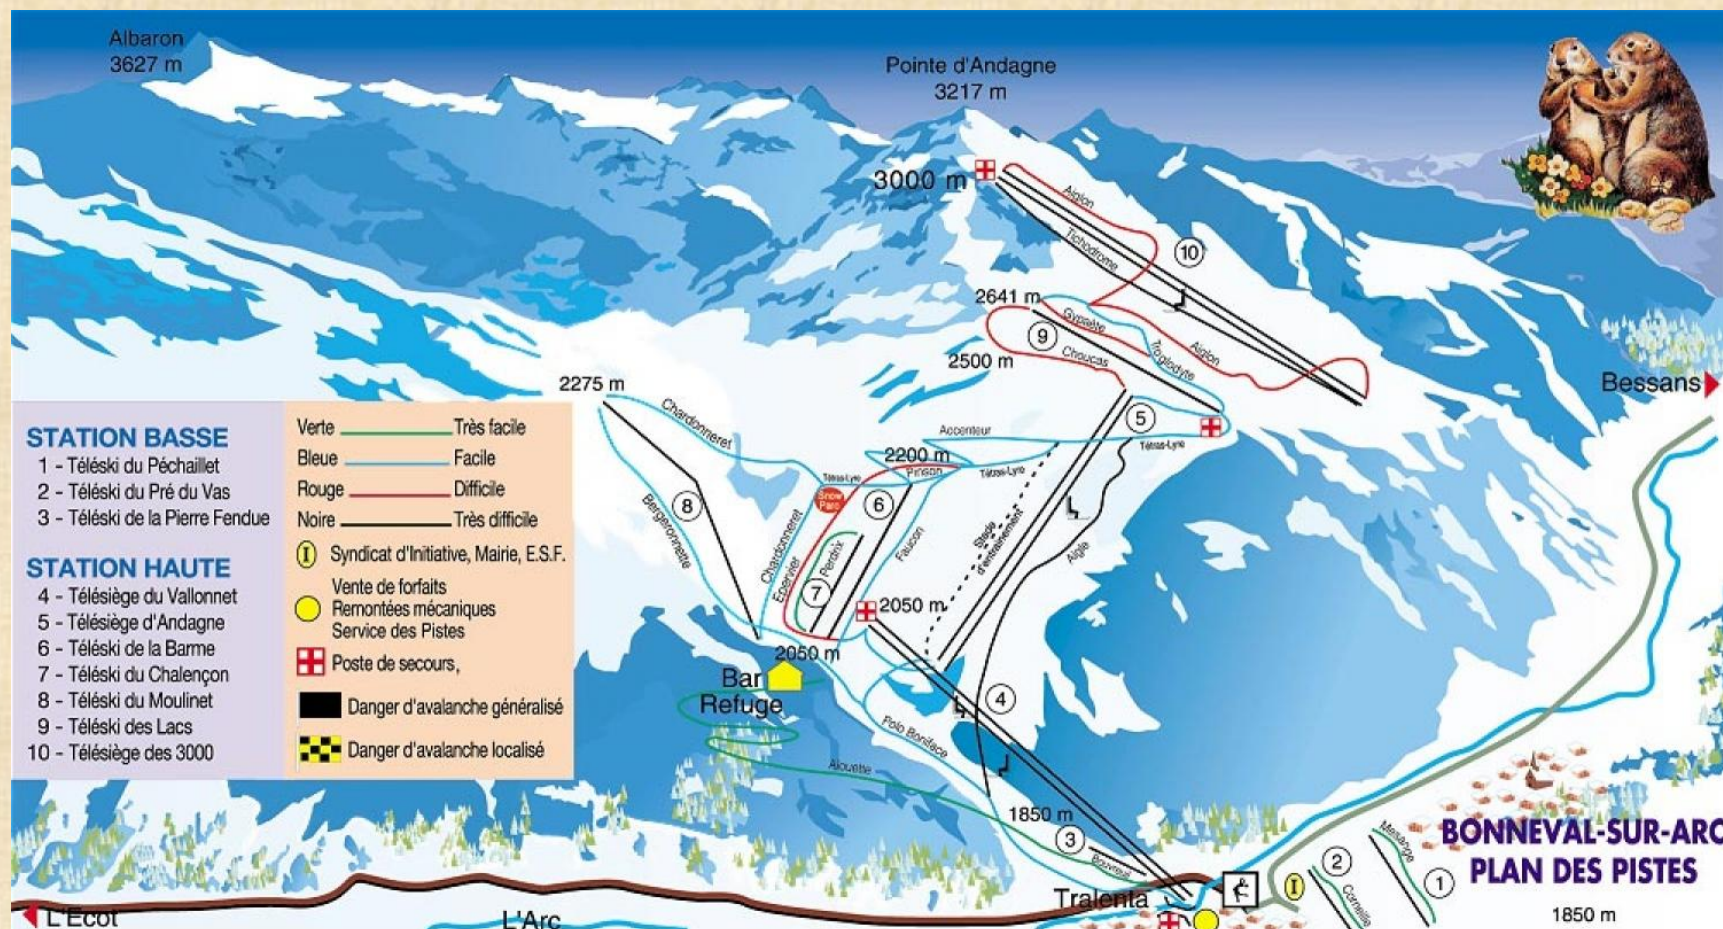 Albaron
3627 m
Pointe d'Andagne
3217 m
3000 m
Aiglon
Tichodrome
10
2641 m
Gypaète
9
Choucas
Troglodyte
Aiglon
2500 m
Bessans
2275 m
Chardonneret
5
Accenteur
Tétras-Lyre
2200 m
Pinson
Tétras-Lyre
Tétras-Lyre
Snow
Parc
8
6
Bergeronnette
Chardonneret
Epervier
Perdrix
7
Faucon
Stade
d'entraînement
Aigle
2050 m
2050 m
Bar
Refuge
4
Polo Boniface
Alouette
1850 m
3
Bouvreuil
Tralenta
I
2
Corneille
Mésange
1
BONNEVAL-SUR-ARC
PLAN DES PISTES
1850 m
L'Ecot
L'Arc
STATION BASSE
1 - Téléski du Péchaillet
2 - Téléski du Pré du Vas
3 - Téléski de la Pierre Fendue
STATION HAUTE
4 - Télésiège du Vallonnet
5 - Télésiège d'Andagne
6 - Téléski de la Barme
7 - Téléski du Chalençon
8 - Téléski du Moulinet
9 - Téléski des Lacs
10 - Télésiège des 3000
Verte Très facile
Bleue Facile
Rouge Difficile
Noire Très difficile
I Syndicat d'Initiative, Mairie, E.S.F.
Vente de forfaits
Remontées mécaniques
Service des Pistes
Poste de secours,
Danger d'avalanche généralisé
Danger d'avalanche localisé